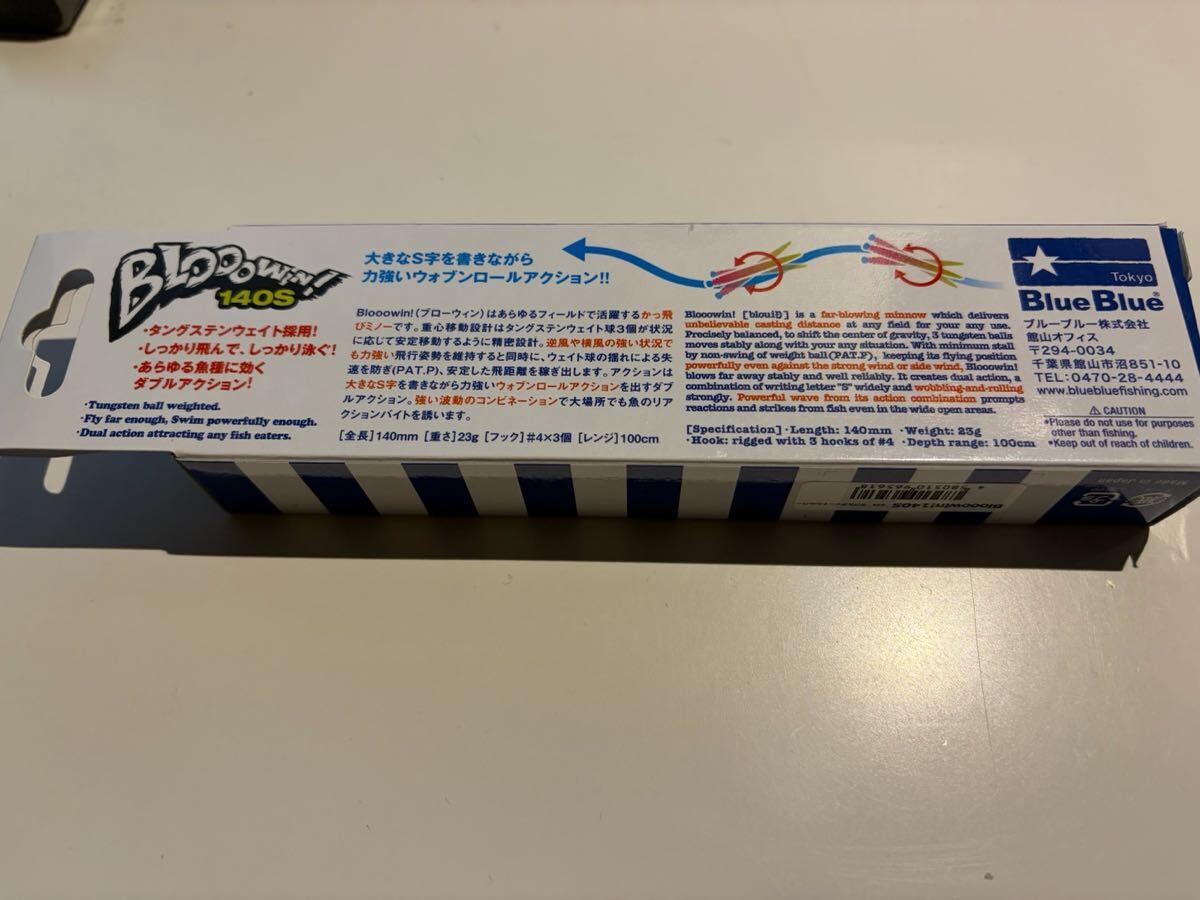 BLOOOWIN!
140S
・タングステンウェイト採用!
・しっかり飛んで、しっかり泳ぐ!
・あらゆる魚種に効く
ダブルアクション!
・Tungsten ball weighted.
・Fly far enough, Swim powerfully enough.
・Dual action attracting any fish eaters.
大きなS字を書きながら
力強いウォブンロールアクション!!
Blooowin!(ブローウィン)はあらゆるフィールドで活躍するかっ飛
びミノーです。重心移動設計はタングステンウェイト球3個が状況
に応じて安定移動するように精密設計。逆風や横風の強い状況で
も力強い飛行姿勢を維持すると同時に、ウェイト球の揺れによる失
速を防ぎ(PAT.P)、安定した飛距離を稼ぎ出します。アクションは
大きなS字を書きながら力強いウォブンロールアクションを出すダブ
ルアクション。強い波動のコンビネーションで大場所でも魚のリア
クションバイトを誘います。
[全長]140mm [重さ]23g [フック]#4×3個 [レンジ]100cm
is a far-blowing minnow which delivers
unbelievable casting distance at any field for your any use.
Precisely balanced, to shift the center of gravity, 3 tungsten balls
moves stably along with your any situation. With minimum stall
by non-swing of weight ball(PAT.P), keeping its flying position
powerfully even against the strong wind or side wind, Blooowin!
blows far away stably and well reliably. It creates dual action, a
combination of writing letter "S" widely and wobbling-and-rolling
strongly. Powerful wave from its action combination prompts
reactions and strikes from fish even in the wide open areas.
[Specification]・Length: 140mm ・Weight: 23g
・Hook: rigged with 3 hooks of #4 ・Depth range: 100cm
Tokyo
BlueBlue®
ブルーブルー株式会社
館山オフィス
〒294-0034
千葉県館山市沼851-10
TEL:0470-28-4444
www.bluebluefishing.com
⚠ CAUTION
・Please do not use for purposes
other than fishing.
・Keep out of reach of children.
4 580510 965618
Blooowin!140S
Made in Japan